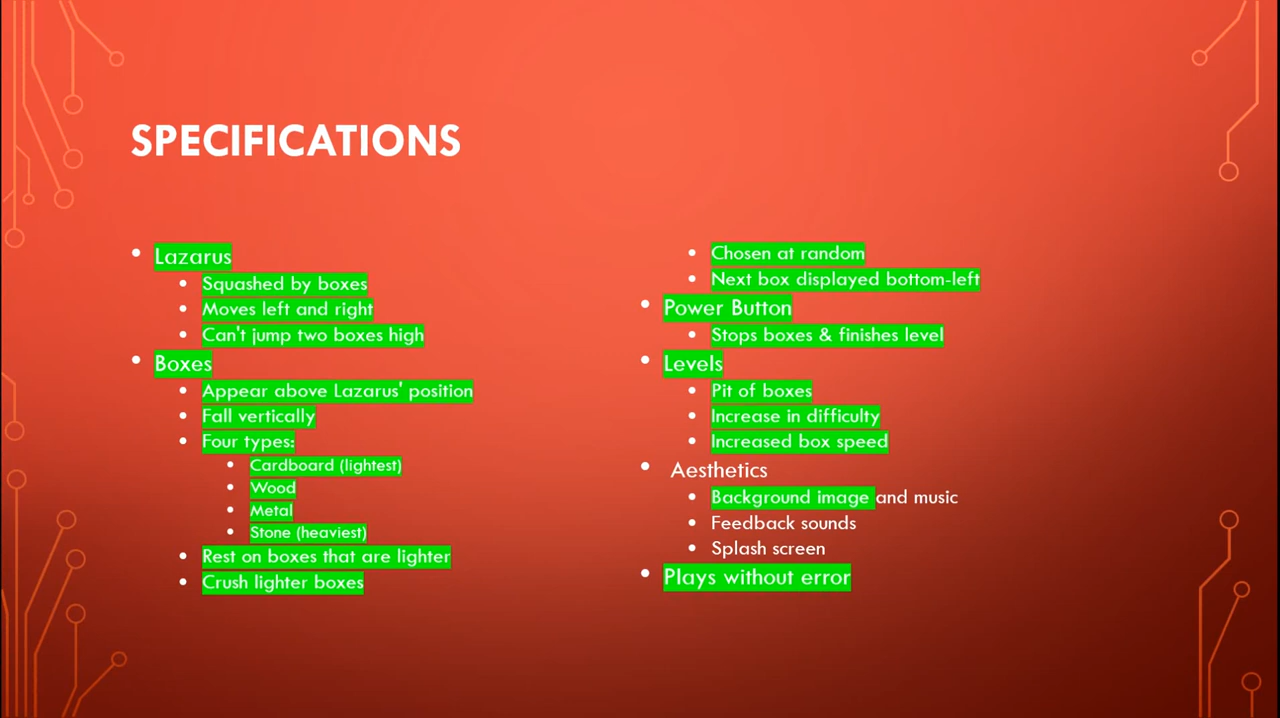 SPECIFICATIONS
Lazarus
Squashed by boxes
Moves left and right
Can't jump two boxes high
Boxes
Appear above Lazarus' position
Fall vertically
Four types:
Cardboard (lightest)
Wood
Metal
Stone (heaviest)
Rest on boxes that are lighter
Crush lighter boxes
Chosen at random
Next box displayed bottom-left
Power Button
Stops boxes & finishes level
Levels
Pit of boxes
Increase in difficulty
Increased box speed
Aesthetics
Background image and music
Feedback sounds
Splash screen
Plays without error